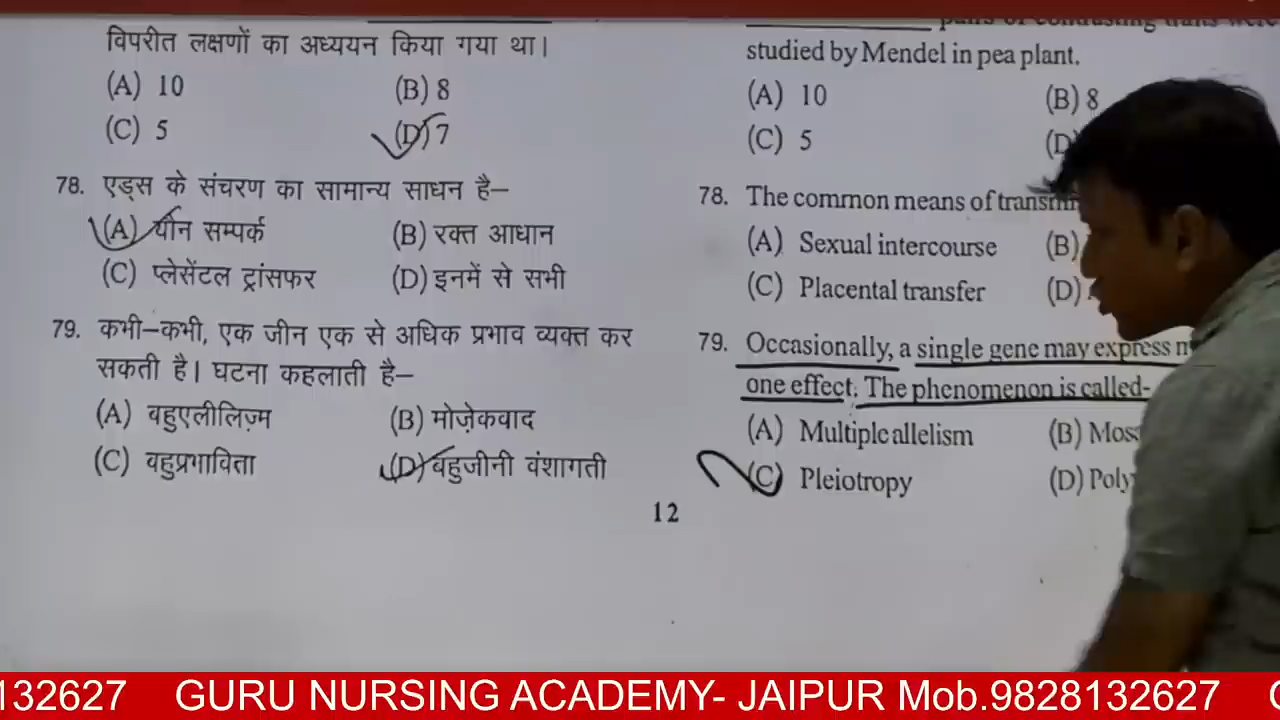 विपरीत लक्षणों का अध्ययन किया गया था।
(A) 10 (B) 8
(C) 5 (D) 7
78. एड्स के संचरण का सामान्य साधन है–
(A) यौन सम्पर्क (B) रक्त आधान
(C) प्लेसेंटल ट्रांसफर (D) इनमें से सभी
79. कभी–कभी, एक जीन एक से अधिक प्रभाव व्यक्त कर
सकती है। घटना कहलाती है–
(A) बहुएलीलिज़्म (B) मोज़ेकवाद
(C) बहुप्रभाविता (D) बहुजीनी वंशागती
studied by Mendel in pea plant.
(A) 10 (B) 8
(C) 5
78. The common means of
(A) Sexual intercourse (B)
(C) Placental transfer (D)
79. Occasionally, a single gene may express
one effect. The phenomenon is called-
(A) Multiple allelism (B)
(C) Pleiotropy (D)
12
132627 GURU NURSING ACADEMY- JAIPUR Mob.9828132627